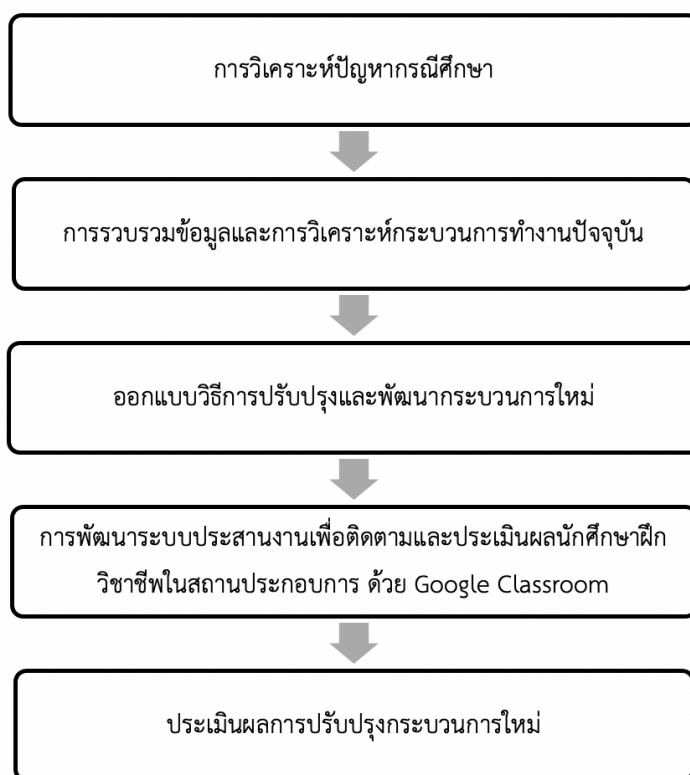 การวิเคราะห์ปัญหากรณีศึกษา
การรวบรวมข้อมูลและการวิเคราะห์กระบวนการทำงานปัจจุบัน
ออกแบบวิธีการปรับปรุงและพัฒนากระบวนการใหม่
การพัฒนาระบบประสานงานเพื่อติดตามและประเมินผลนักศึกษาฝึก
วิชาชีพในสถานประกอบการ ด้วย Google Classroom
ประเมินผลการปรับปรุงกระบวนการใหม่